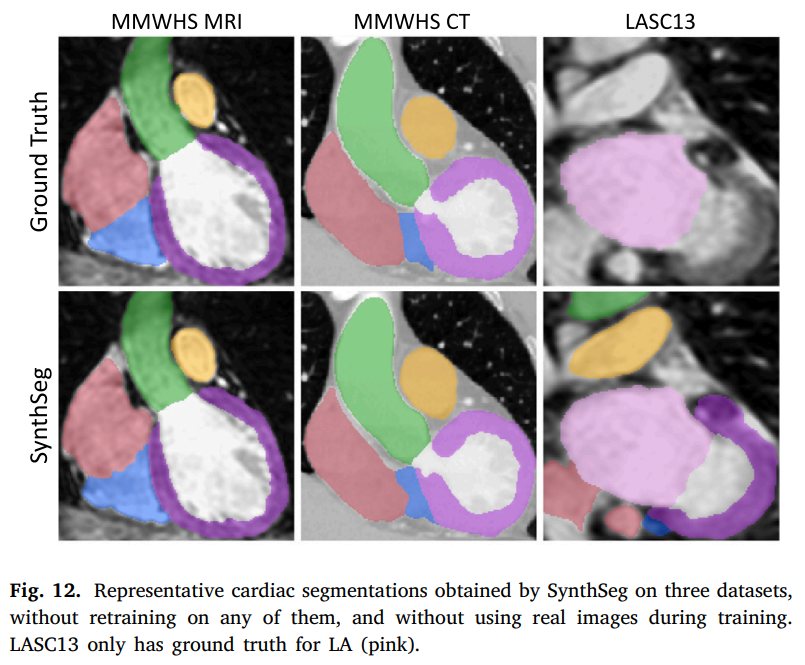 MMWHS MRI
MMWHS CT
LASC13
Ground Truth
SynthSeg
Fig. 12. Representative cardiac segmentations obtained by SynthSeg on three datasets,
without retraining on any of them, and without using real images during training.
LASC13 only has ground truth for LA (pink).